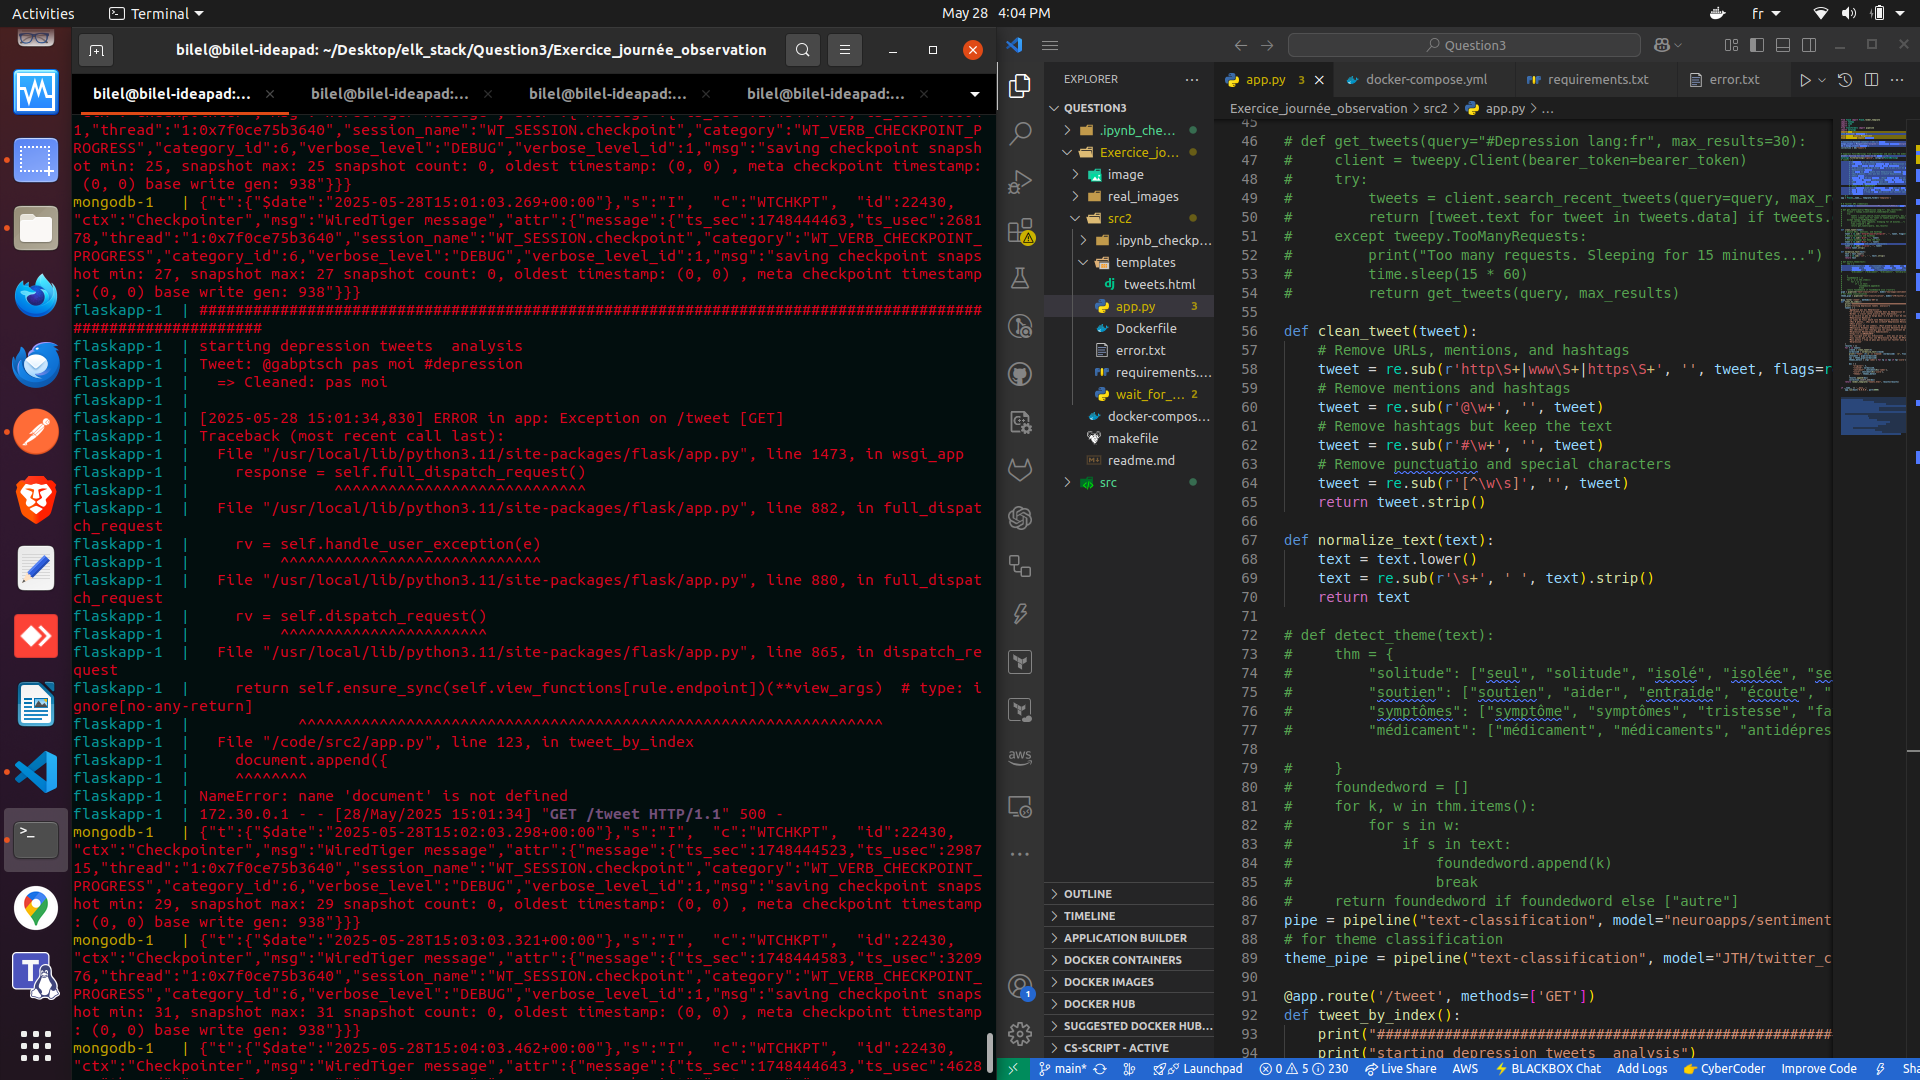 Activities
Terminal
May 28 4:04 PM
fr
bilel@bilel-ideapad: ~/Desktop/elk_stack/Question3/Exercice_journée_observation
bilel@bilel-ideapad:...
bilel@bilel-ideapad:...
bilel@bilel-ideapad:...
bilel@bilel-ideapad:...
1,"thread":"1:0x7f0ce75b3640","session_name":"WT_SESSION.checkpoint","category":"WT_VERB_CHECKPOINT_P
ROGRESS","category_id":6,"verbose_level":"DEBUG","verbose_level_id":1,"msg":"saving checkpoint snapsh
ot min: 25, snapshot max: 25 snapshot count: 0, oldest timestamp: (0, 0) , meta checkpoint timestamp:
(0, 0) base write gen: 938"}}}
mongodb-1 | {"t":{"$date":"2025-05-28T15:01:03.269+00:00"},"s":"I", "c":"WTCHKPT", "id":22430,
"ctx":"Checkpointer","msg":"WiredTiger message","attr":{"message":{"ts_sec":1748444463,"ts_usec":2681
78,"thread":"1:0x7f0ce75b3640","session_name":"WT_SESSION.checkpoint","category":"WT_VERB_CHECKPOINT_
PROGRESS","category_id":6,"verbose_level":"DEBUG","verbose_level_id":1,"msg":"saving checkpoint snaps
hot min: 27, snapshot max: 27 snapshot count: 0, oldest timestamp: (0, 0) , meta checkpoint timestamp
: (0, 0) base write gen: 938"}}}
flaskapp-1 | #######################################################################################
#####################
flaskapp-1 | starting depression tweets  analysis
flaskapp-1 | Tweet: @gabptsch pas moi #depression
flaskapp-1 |   => Cleaned: pas moi
flaskapp-1 |
flaskapp-1 | [2025-05-28 15:01:34,830] ERROR in app: Exception on /tweet [GET]
flaskapp-1 | Traceback (most recent call last):
flaskapp-1 |   File "/usr/local/lib/python3.11/site-packages/flask/app.py", line 1473, in wsgi_app
flaskapp-1 |     response = self.full_dispatch_request()
flaskapp-1 |                ^^^^^^^^^^^^^^^^^^^^^^^^^^^^
flaskapp-1 |   File "/usr/local/lib/python3.11/site-packages/flask/app.py", line 882, in full_dispat
ch_request
flaskapp-1 |     rv = self.handle_user_exception(e)
flaskapp-1 |          ^^^^^^^^^^^^^^^^^^^^^^^^^^^^^
flaskapp-1 |   File "/usr/local/lib/python3.11/site-packages/flask/app.py", line 880, in full_dispat
ch_request
flaskapp-1 |     rv = self.dispatch_request()
flaskapp-1 |          ^^^^^^^^^^^^^^^^^^^^^^^
flaskapp-1 |   File "/usr/local/lib/python3.11/site-packages/flask/app.py", line 865, in dispatch_re
quest
flaskapp-1 |     return self.ensure_sync(self.view_functions[rule.endpoint])(**view_args)  # type: i
gnore[no-any-return]
flaskapp-1 |            ^^^^^^^^^^^^^^^^^^^^^^^^^^^^^^^^^^^^^^^^^^^^^^^^^^^^^^^^^^^^^^^^^
flaskapp-1 |   File "/code/src2/app.py", line 123, in tweet_by_index
flaskapp-1 |     document.append({
flaskapp-1 |     ^^^^^^^^
flaskapp-1 | NameError: name 'document' is not defined
flaskapp-1 | 172.30.0.1 - - [28/May/2025 15:01:34] "GET /tweet HTTP/1.1" 500 -
mongodb-1 | {"t":{"$date":"2025-05-28T15:02:03.298+00:00"},"s":"I", "c":"WTCHKPT", "id":22430,
"ctx":"Checkpointer","msg":"WiredTiger message","attr":{"message":{"ts_sec":1748444523,"ts_usec":2987
15,"thread":"1:0x7f0ce75b3640","session_name":"WT_SESSION.checkpoint","category":"WT_VERB_CHECKPOINT_
PROGRESS","category_id":6,"verbose_level":"DEBUG","verbose_level_id":1,"msg":"saving checkpoint snaps
hot min: 29, snapshot max: 29 snapshot count: 0, oldest timestamp: (0, 0) , meta checkpoint timestamp
: (0, 0) base write gen: 938"}}}
mongodb-1 | {"t":{"$date":"2025-05-28T15:03:03.321+00:00"},"s":"I", "c":"WTCHKPT", "id":22430,
"ctx":"Checkpointer","msg":"WiredTiger message","attr":{"message":{"ts_sec":1748444583,"ts_usec":3209
76,"thread":"1:0x7f0ce75b3640","session_name":"WT_SESSION.checkpoint","category":"WT_VERB_CHECKPOINT_
PROGRESS","category_id":6,"verbose_level":"DEBUG","verbose_level_id":1,"msg":"saving checkpoint snaps
hot min: 31, snapshot max: 31 snapshot count: 0, oldest timestamp: (0, 0) , meta checkpoint timestamp
: (0, 0) base write gen: 938"}}}
mongodb-1 | {"t":{"$date":"2025-05-28T15:04:03.462+00:00"},"s":"I", "c":"WTCHKPT", "id":22430,
"ctx":"Checkpointer","msg":"WiredTiger message","attr":{"message":{"ts_sec":1748444643,"ts_usec":4628
Question3
EXPLORER
QUESTION3
.ipynb_che...
Exercice_jo...
image
real_images
src2
.ipynb_checkp...
templates
tweets.html
app.py 3
Dockerfile
error.txt
requirements....
wait_for_... 2
docker-compos...
makefile
readme.md
src
OUTLINE
TIMELINE
APPLICATION BUILDER
DOCKER CONTAINERS
DOCKER IMAGES
DOCKER HUB
SUGGESTED DOCKER HUB...
CS-SCRIPT - ACTIVE
aws
1
app.py 3
docker-compose.yml
requirements.txt
error.txt
Exercice_journée_observation > src2 > app.py > ...
45
46 # def get_tweets(query="#Depression lang:fr", max_results=30):
47 #     client = tweepy.Client(bearer_token=bearer_token)
48 #     try:
49 #         tweets = client.search_recent_tweets(query=query, max_r
50 #         return [tweet.text for tweet in tweets.data] if tweets.
51 #     except tweepy.TooManyRequests:
52 #         print("Too many requests. Sleeping for 15 minutes...")
53 #         time.sleep(15 * 60)
54 #         return get_tweets(query, max_results)
55
56 def clean_tweet(tweet):
57     # Remove URLs, mentions, and hashtags
58     tweet = re.sub(r'http\S+|www\S+|https\S+', '', tweet, flags=r
59     # Remove mentions and hashtags
60     tweet = re.sub(r'@\w+', '', tweet)
61     # Remove hashtags but keep the text
62     tweet = re.sub(r'#\w+', '', tweet)
63     # Remove punctuatio and special characters
64     tweet = re.sub(r'[^\w\s]', '', tweet)
65     return tweet.strip()
66
67 def normalize_text(text):
68     text = text.lower()
69     text = re.sub(r'\s+', ' ', text).strip()
70     return text
71
72 # def detect_theme(text):
73 #     thm = {
74 #         "solitude": ["seul", "solitude", "isolé", "isolée", "se
75 #         "soutien": ["soutien", "aider", "entraide", "écoute", "
76 #         "symptômes": ["symptôme", "symptômes", "tristesse", "fa
77 #         "médicament": ["médicament", "médicaments", "antidépres
78
79 #     }
80 #     foundedword = []
81 #     for k, w in thm.items():
82 #         for s in w:
83 #             if s in text:
84 #                 foundedword.append(k)
85 #                 break
86 #     return foundedword if foundedword else ["autre"]
87 pipe = pipeline("text-classification", model="neuroapps/sentiment
88 # for theme classification
89 theme_pipe = pipeline("text-classification", model="JTH/twitter_c
90
91 @app.route('/tweet', methods=['GET'])
92 def tweet_by_index():
93     print("######################################################
94     print("starting depression tweets  analysis")
main*
Launchpad
0 5 230
Live Share
AWS
BLACKBOX Chat
Add Logs
CyberCoder
Improve Code
Sha